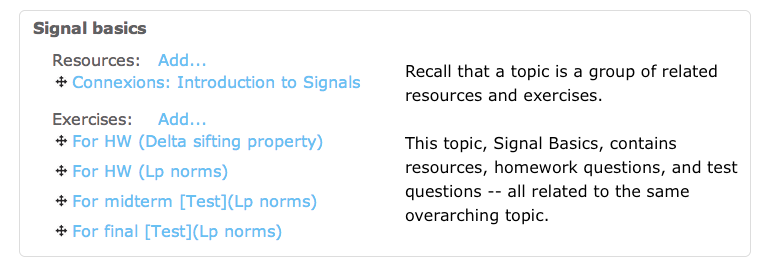 Signal basics
Resources: Add...
Connexions: Introduction to Signals
Exercises: Add...
For HW (Delta sifting property)
For HW (Lp norms)
For midterm [Test](Lp norms)
For final [Test](Lp norms)
Recall that a topic is a group of related
resources and exercises.
This topic, Signal Basics, contains
resources, homework questions, and test
questions -- all related to the same
overarching topic.